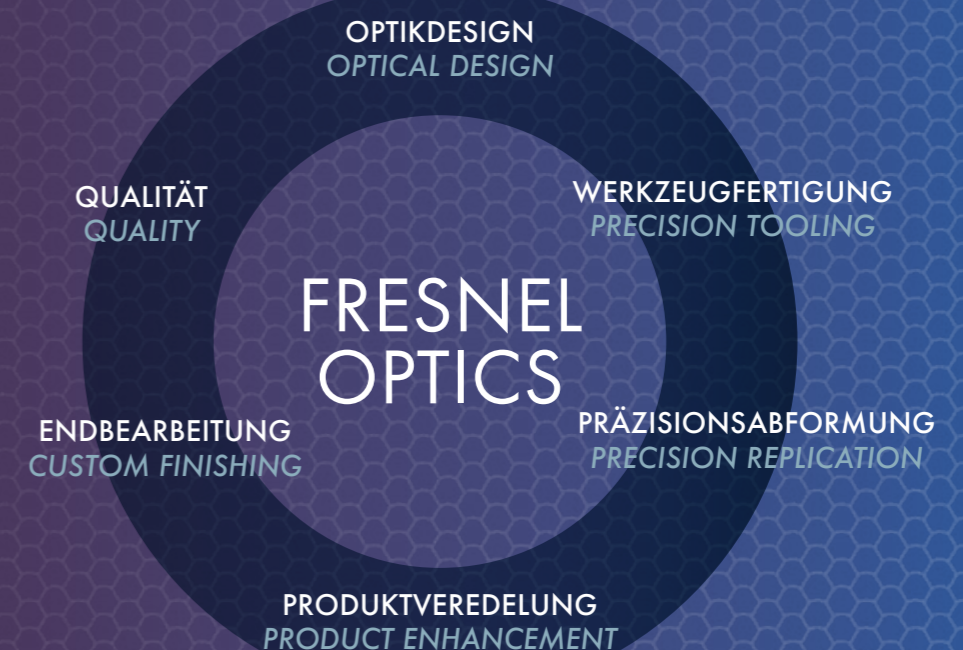 OPTIKDESIGN
OPTICAL DESIGN
QUALITÄT
QUALITY
WERKZEUGFERTIGUNG
PRECISION TOOLING
FRESNEL
OPTICS
ENDBEARBEITUNG
CUSTOM FINISHING
PRÄZISIONSABFORMUNG
PRECISION REPLICATION
PRODUKTVEREDELUNG
PRODUCT ENHANCEMENT